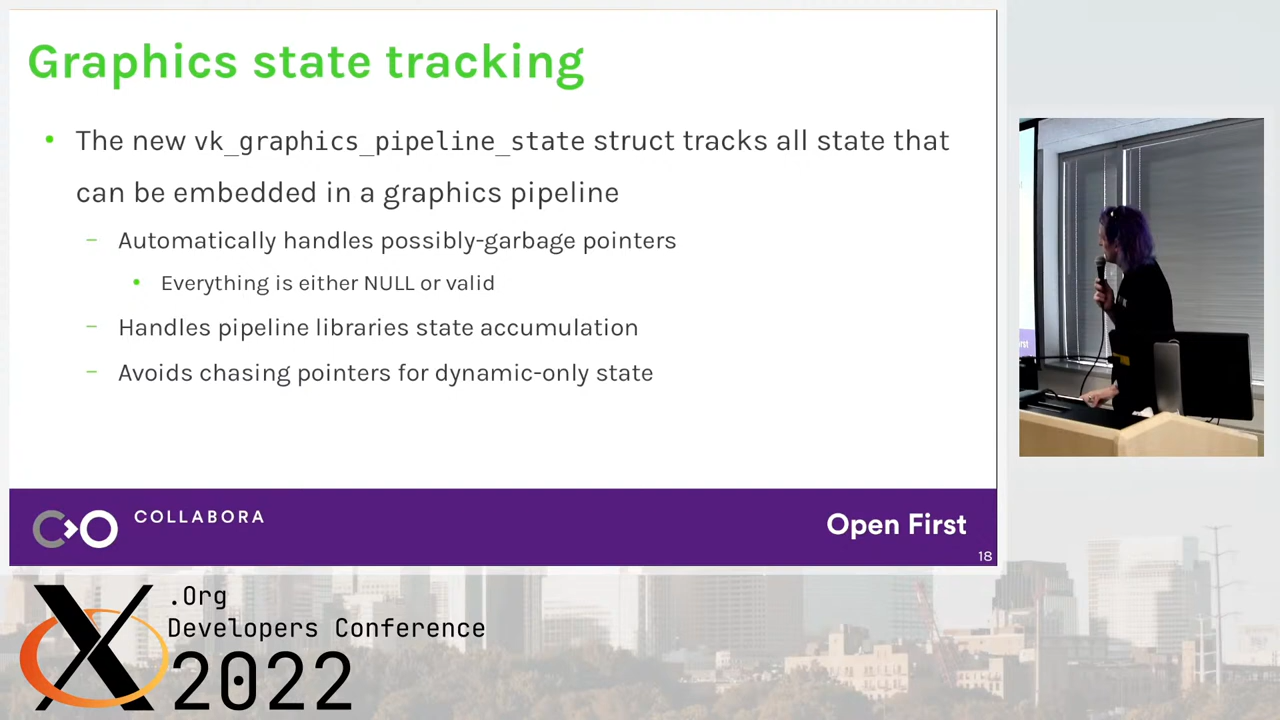 Graphics state tracking
• The new vk_graphics_pipeline_state struct tracks all state that
can be embedded in a graphics pipeline
– Automatically handles possibly-garbage pointers
• Everything is either NULL or valid
– Handles pipeline libraries state accumulation
– Avoids chasing pointers for dynamic-only state
COLLABORA
Open First
18
X.Org
Developers Conference
2022